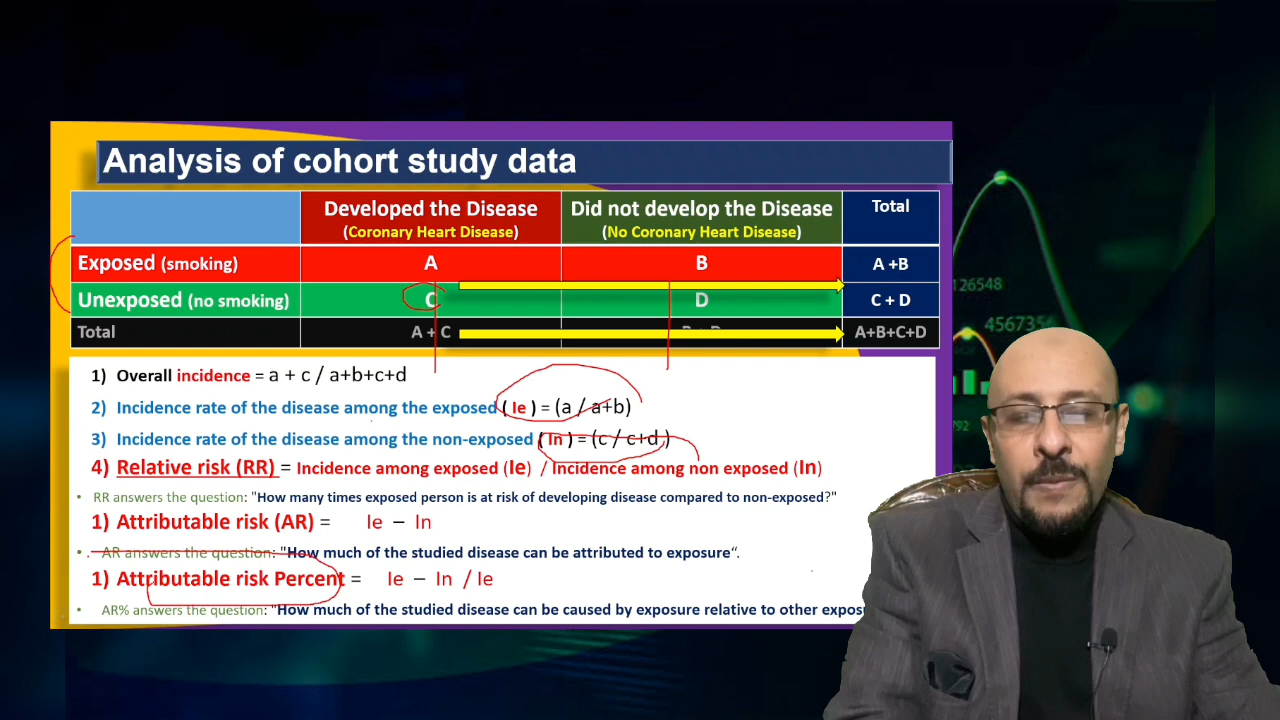 Analysis of cohort study data
Developed the Disease
(Coronary Heart Disease)
Did not develop the Disease
(No Coronary Heart Disease)
Total
Exposed (smoking)
A
B
A +B
Unexposed (no smoking)
C
D
C + D
Total
A + C
A+B+C+D
1) Overall incidence = a + c / a+b+c+d
2) Incidence rate of the disease among the exposed ( Ie ) = (a / a+b)
3) Incidence rate of the disease among the non-exposed ( In ) = (c / c+d )
4) Relative risk (RR) = Incidence among exposed (Ie) / Incidence among non exposed (In)
• RR answers the question: "How many times exposed person is at risk of developing disease compared to non-exposed?"
1) Attributable risk (AR) = Ie – In
• . AR answers the question: "How much of the studied disease can be attributed to exposure“.
1) Attributable risk Percent = Ie – In / Ie
• AR% answers the question: "How much of the studied disease can be caused by exposure relative to other
126548
4567356
792